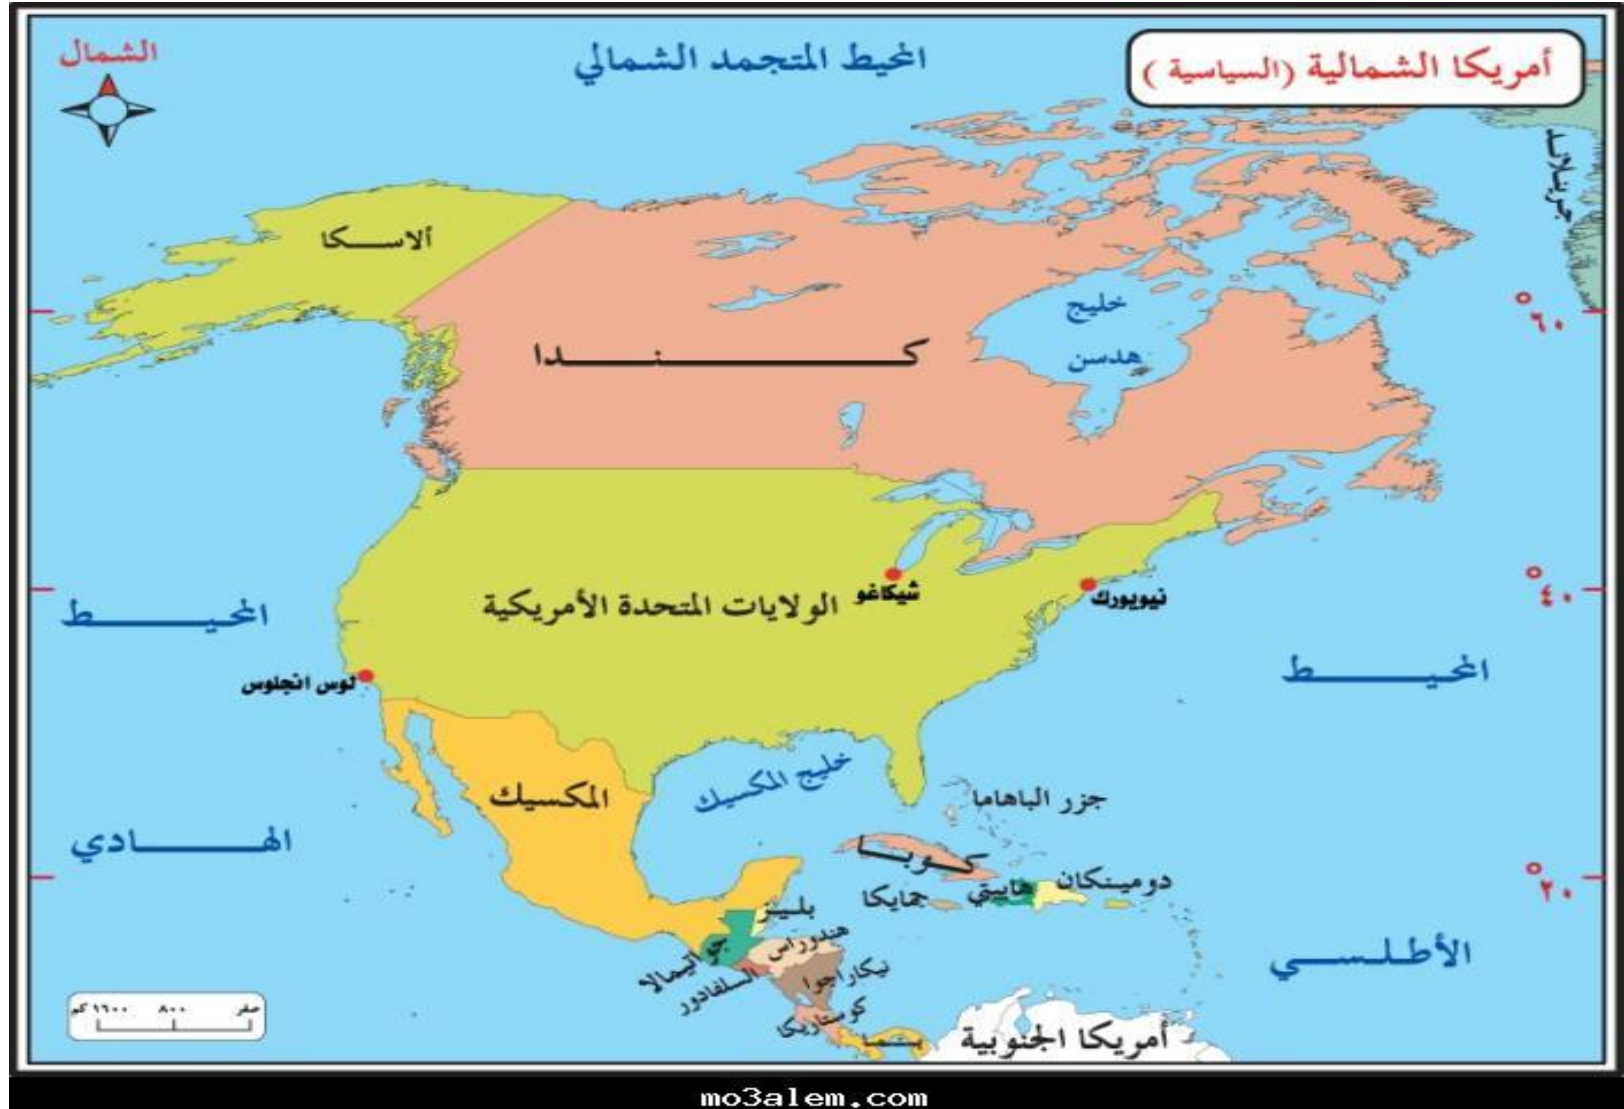 أمريكا الشمالية (السياسية)
الشمال
المحيط المتجمد الشمالي
جرينلاند
ألاسكا
خليج
هدسن
كندا
°٦٠
°٤٠
°٢٠
الولايات المتحدة الأمريكية
شيكاغو
نيويورك
لوس انجلوس
المحيط
الهادي
المحيط
الأطلسي
خليج المكسيك
المكسيك
جزر الباهاما
كوبا
هاييتي
دومينكان
جمايكا
بليز
هندوراس
جواتيمالا
السلفادور
نيكاراجوا
كوستاريكا
بنما
أمريكا الجنوبية
صفر ٨٠٠ ١٦٠٠ كم
mo3alem.com